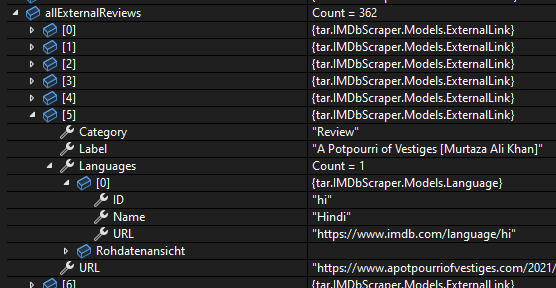 allExternalReviews Count = 362
[0] {tar.IMDbScraper.Models.ExternalLink}
[1] {tar.IMDbScraper.Models.ExternalLink}
[2] {tar.IMDbScraper.Models.ExternalLink}
[3] {tar.IMDbScraper.Models.ExternalLink}
[4] {tar.IMDbScraper.Models.ExternalLink}
[5] {tar.IMDbScraper.Models.ExternalLink}
Category "Review"
Label "A Potpourri of Vestiges [Murtaza Ali Khan]"
Languages Count = 1
[0] {tar.IMDbScraper.Models.Language}
ID "hi"
Name "Hindi"
URL "https://www.imdb.com/language/hi"
Rohdatenansicht
URL "https://www.apotpourriofvestiges.com/2021/
[6] {tar.IMDbScraper.Models.ExternalLink}